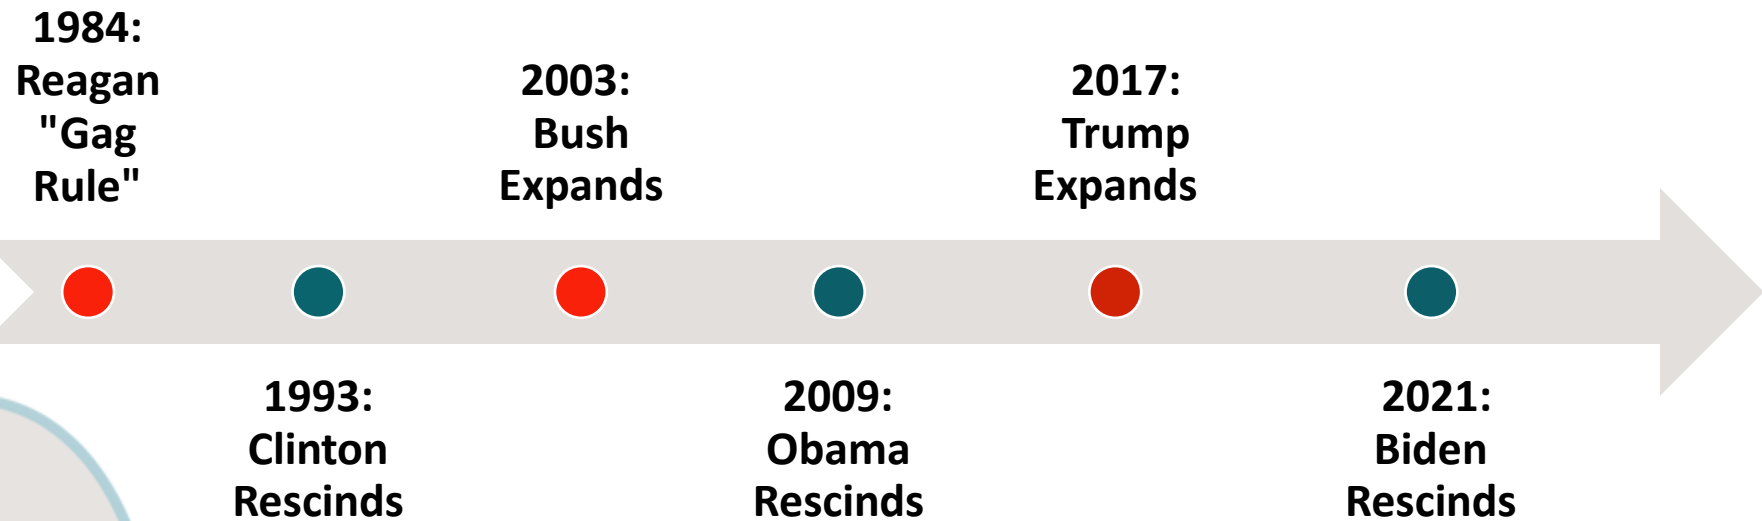 1984:
Reagan
"Gag
Rule"
1993:
Clinton
Rescinds
2003:
Bush
Expands
2009:
Obama
Rescinds
2017:
Trump
Expands
2021:
Biden
Rescinds